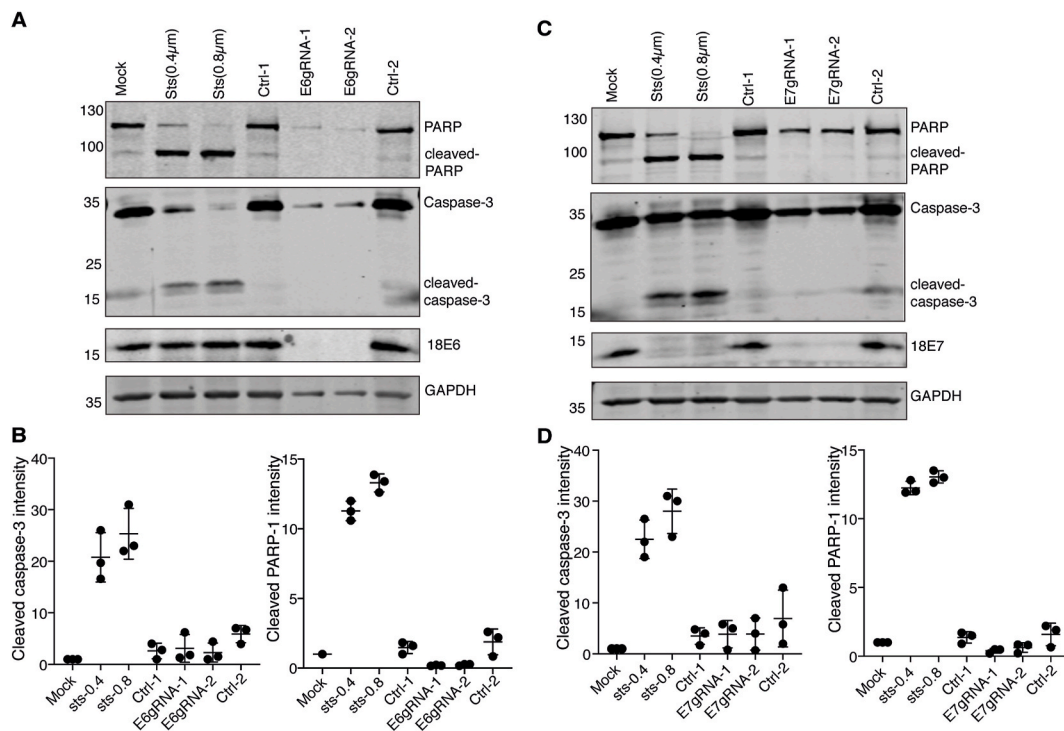 A
Mock
Sts(0.4µm)
Sts(0.8µm)
Ctrl-1
E6gRNA-1
E6gRNA-2
Ctrl-2
130
100
PARP
cleaved-
PARP
35
25
15
Caspase-3
cleaved-
caspase-3
15
18E6
35
GAPDH
C
Mock
Sts(0.4µm)
Sts(0.8µm)
Ctrl-1
E7gRNA-1
E7gRNA-2
Ctrl-2
130
100
PARP
cleaved-
PARP
35
25
15
Caspase-3
cleaved-
caspase-3
15
18E7
35
GAPDH
B
Cleaved caspase-3 intensity
40
30
20
10
0
Mock
sts-0.4
sts-0.8
Ctrl-1
E6gRNA-1
E6gRNA-2
Ctrl-2
Cleaved PARP-1 intensity
15
10
5
0
Mock
sts-0.4
sts-0.8
Ctrl-1
E6gRNA-1
E6gRNA-2
Ctrl-2
D
Cleaved caspase-3 intensity
40
30
20
10
0
Mock
sts-0.4
sts-0.8
Ctrl-1
E7gRNA-1
E7gRNA-2
Ctrl-2
Cleaved PARP-1 intensity
15
10
5
0
Mock
sts-0.4
sts-0.8
Ctrl-1
E7gRNA-1
E7gRNA-2
Ctrl-2